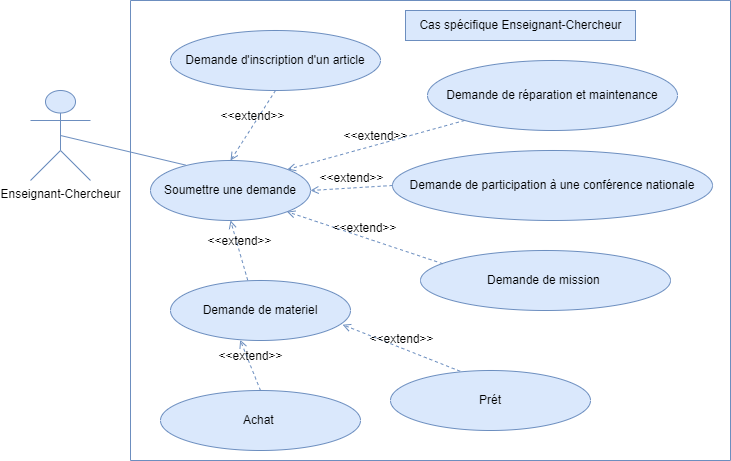 Cas spécifique Enseignant-Chercheur
Demande d'inscription d'un article
Demande de réparation et maintenance
<<extend>>
<<extend>>
Enseignant-Chercheur
Soumettre une demande
<<extend>>
Demande de participation à une conférence nationale
<<extend>>
<<extend>>
Demande de mission
Demande de materiel
<<extend>>
<<extend>>
Achat
Prét